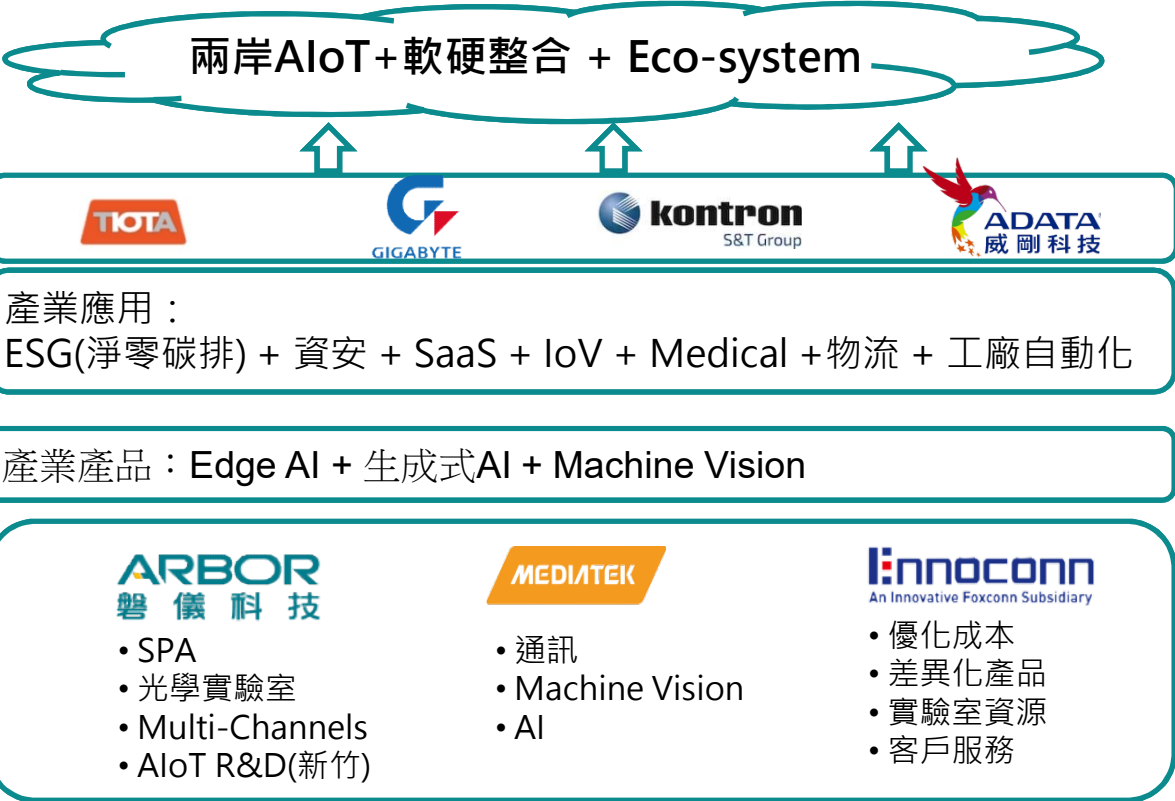 兩岸AIoT+軟硬整合 + Eco-system
TIOTA
GIGABYTE
kontron
S&T Group
ADATA
威剛科技
產業應用：
ESG(淨零碳排) + 資安 + SaaS + IoV + Medical +物流 + 工廠自動化
產業產品：Edge AI + 生成式AI + Machine Vision
ARBOR
磐儀科技
• SPA
• 光學實驗室
• Multi-Channels
• AIoT R&D(新竹)
MEDIATEK
• 通訊
• Machine Vision
• AI
Ennoconn
An Innovative Foxconn Subsidiary
• 優化成本
• 差異化產品
• 實驗室資源
• 客戶服務